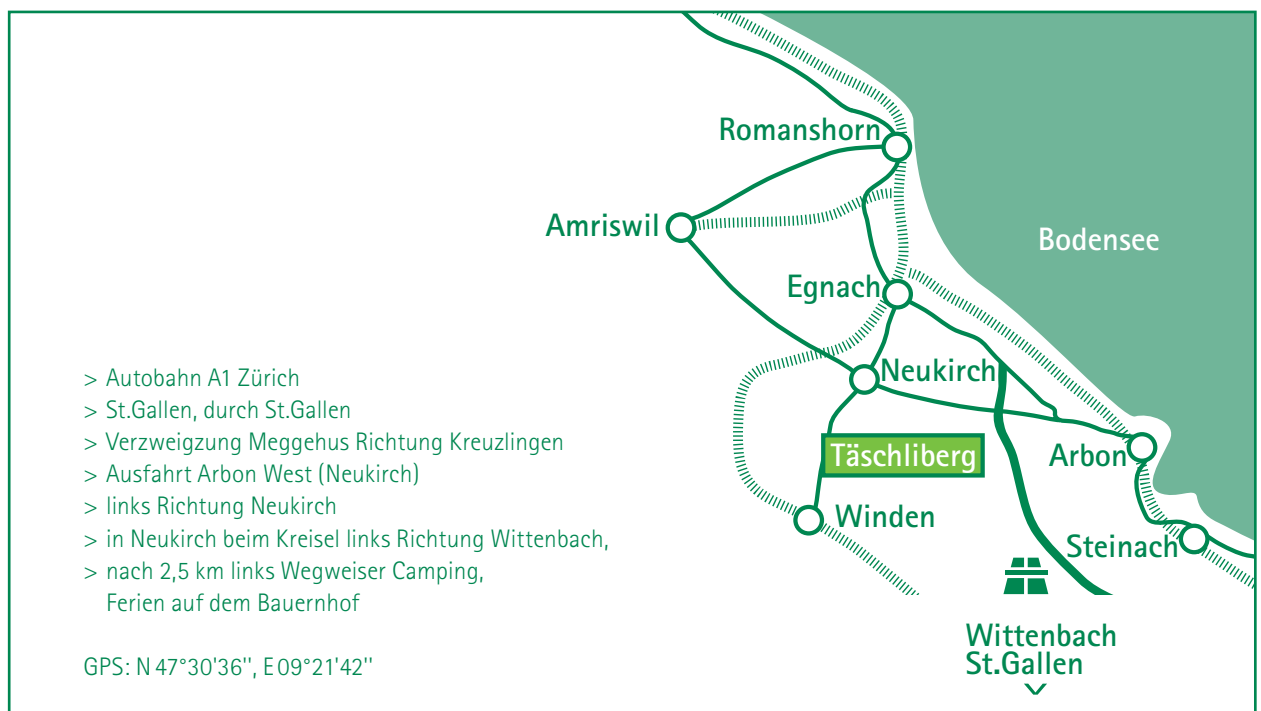 Romanshorn
Amriswil
Bodensee
Egnach
Neukirch
Täschliberg
Arbon
Winden
Steinach
Wittenbach
St.Gallen
> Autobahn A1 Zürich
> St.Gallen, durch St.Gallen
> Verzweigzung Meggehus Richtung Kreuzlingen
> Ausfahrt Arbon West (Neukirch)
> links Richtung Neukirch
> in Neukirch beim Kreisel links Richtung Wittenbach,
> nach 2,5 km links Wegweiser Camping,
Ferien auf dem Bauernhof
GPS: N 47°30'36'', E 09°21'42''